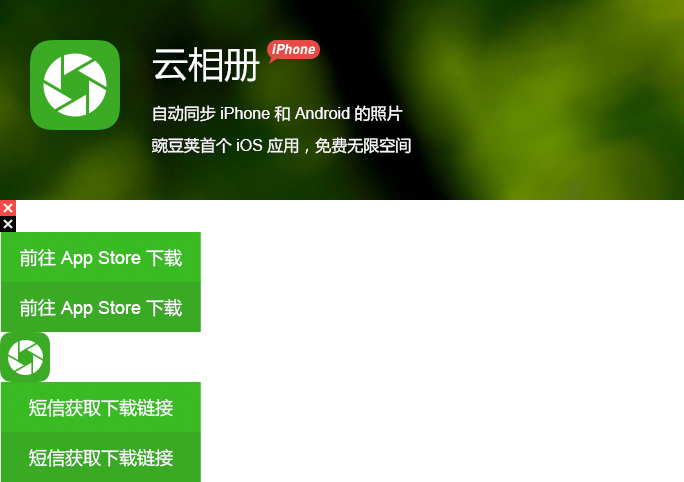 云相册 iPhone
自动同步 iPhone 和 Android 的照片
豌豆荚首个 iOS 应用，免费无限空间
前往 App Store 下载
前往 App Store 下载
短信获取下载链接
短信获取下载链接